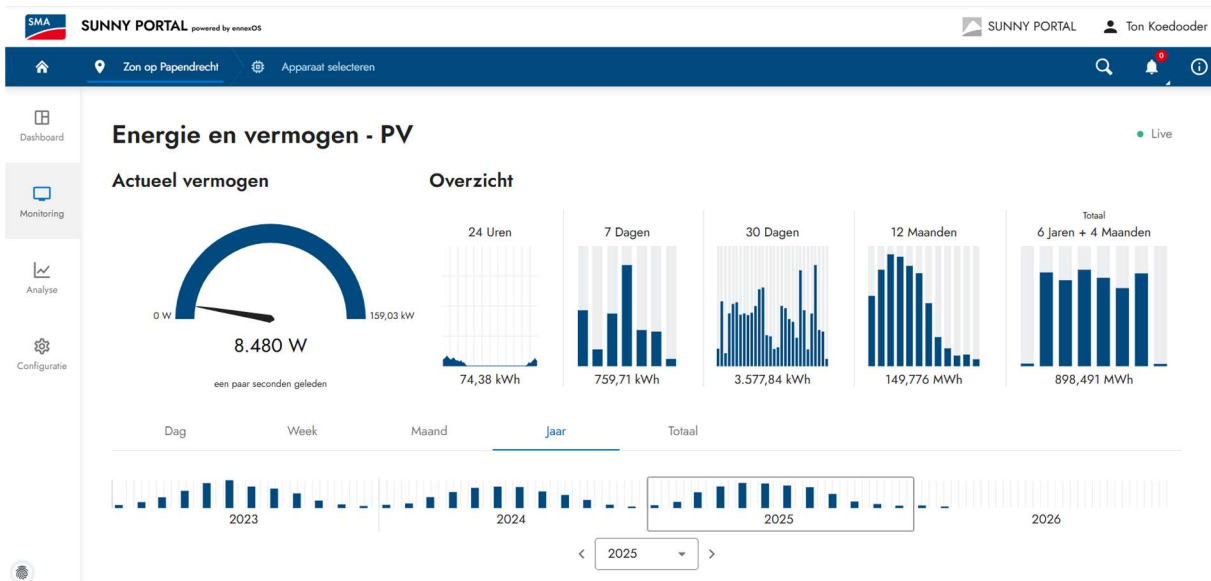 SMA
SUNNY PORTAL powered by ennexOS
SUNNY PORTAL
Ton Koedooder
Zon op Papendrecht
Apparaat selecteren
0
Dashboard
Monitoring
Analyse
Configuratie
Energie en vermogen - PV
Live
Actueel vermogen
Overzicht
0 W
159,03 kW
8.480 W
een paar seconden geleden
24 Uren
74,38 kWh
7 Dagen
759,71 kWh
30 Dagen
3.577,84 kWh
12 Maanden
149,776 MWh
Totaal
6 Jaren + 4 Maanden
898,491 MWh
Dag Week Maand Jaar Totaal
2023 2024 2025 2026
2025